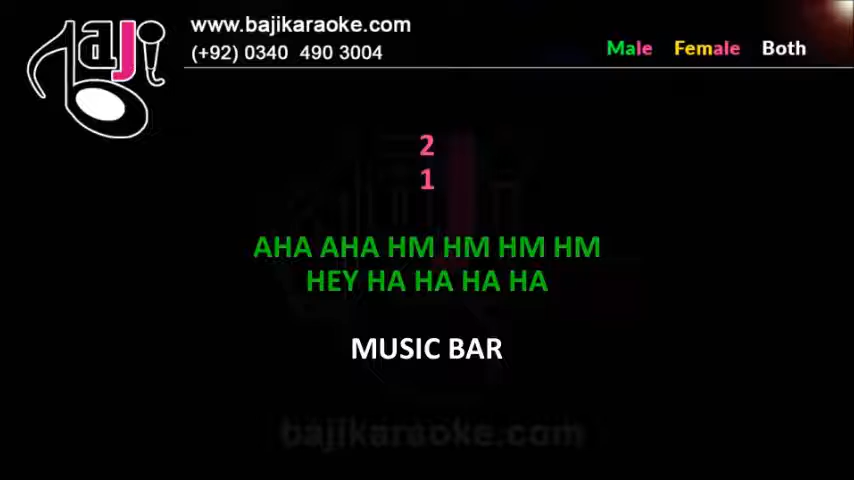 Baji
www.bajikaraoke.com
(+92) 0340 490 3004
Male Female Both
2
1
AHA AHA HM HM HM HM
HEY HA HA HA HA
MUSIC BAR
bajikaraoke.com